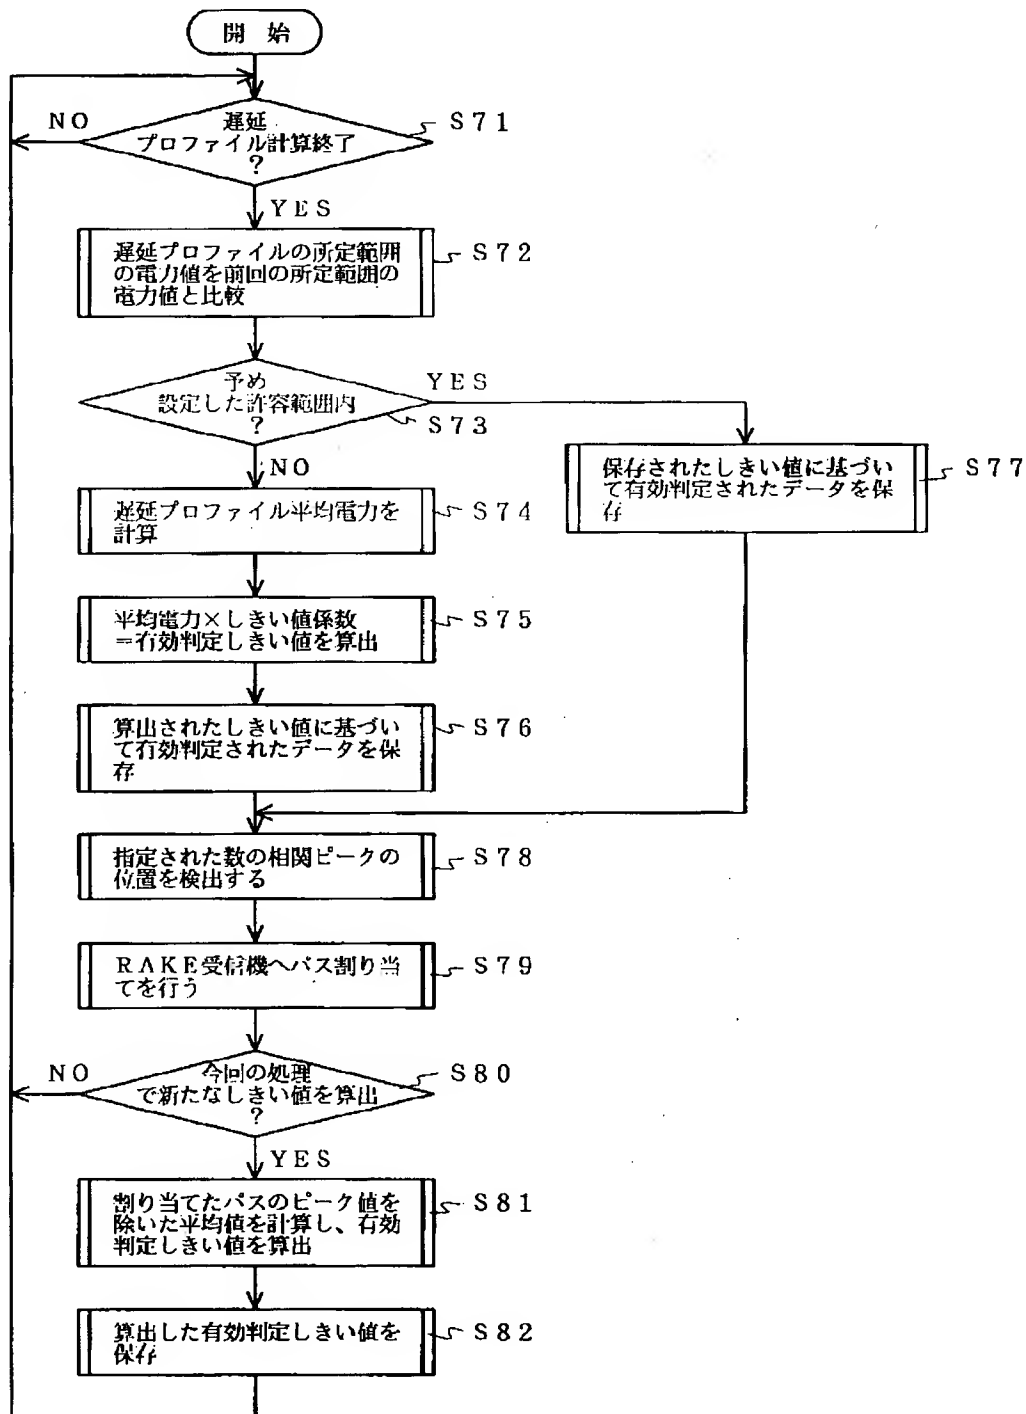 開 始
NO
遅延
プロファイル計算終了
?
S71
YES
遅延プロファイルの所定範囲
の電力値を前回の所定範囲の
電力値と比較
S72
予め
設定した許容範囲内
?
YES
S73
NO
保存されたしきい値に基づい
て有効判定されたデータを保
存
S77
遅延プロファイル平均電力を
計算
S74
平均電力×しきい値係数
=有効判定しきい値を算出
S75
算出されたしきい値に基づい
て有効判定されたデータを保
存
S76
指定された数の相関ピークの
位置を検出する
S78
RAKE受信機へパス割り当
てを行う
S79
NO
今回の処理
で新たなしきい値を算出
?
S80
YES
割り当てたパスのピーク値を
除いた平均値を計算し、有効
判定しきい値を算出
S81
算出した有効判定しきい値を
保存
S82